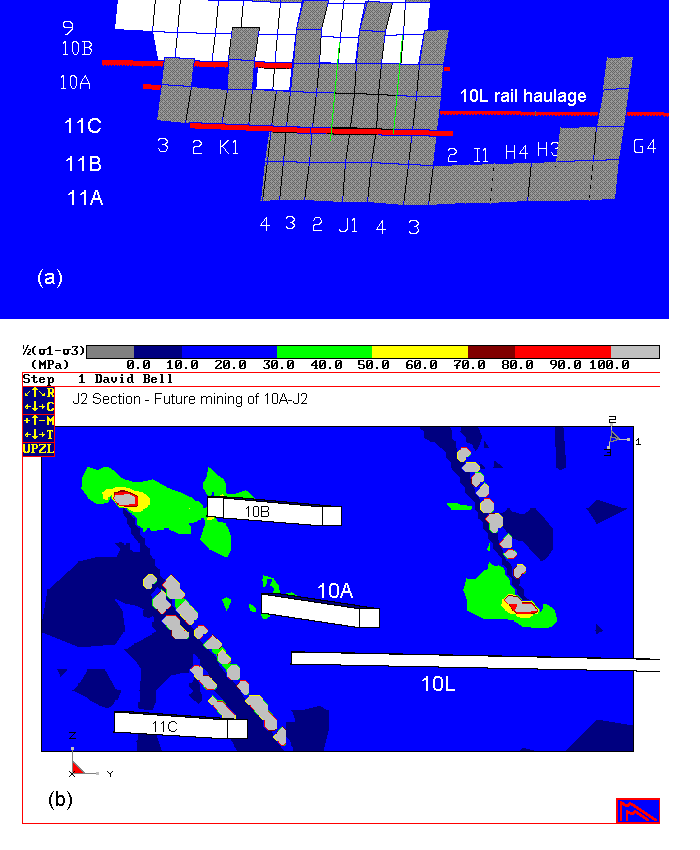 9
10B
10A
10L rail haulage
11C
3 2 K1
2 I1 H4 H3 G4
11B
11A
4 3 2 J1 4 3
(a)
½(σ1-σ3)
(MPa) 0.0 10.0 20.0 30.0 40.0 50.0 60.0 70.0 80.0 90.0 100.0
Step 1 David Bell
J2 Section - Future mining of 10A-J2
↖↑↘R
←↓→C
+↑-M
←↓→T
UPZL
1
10B
10A
10L
11C
Z
X Y
(b)